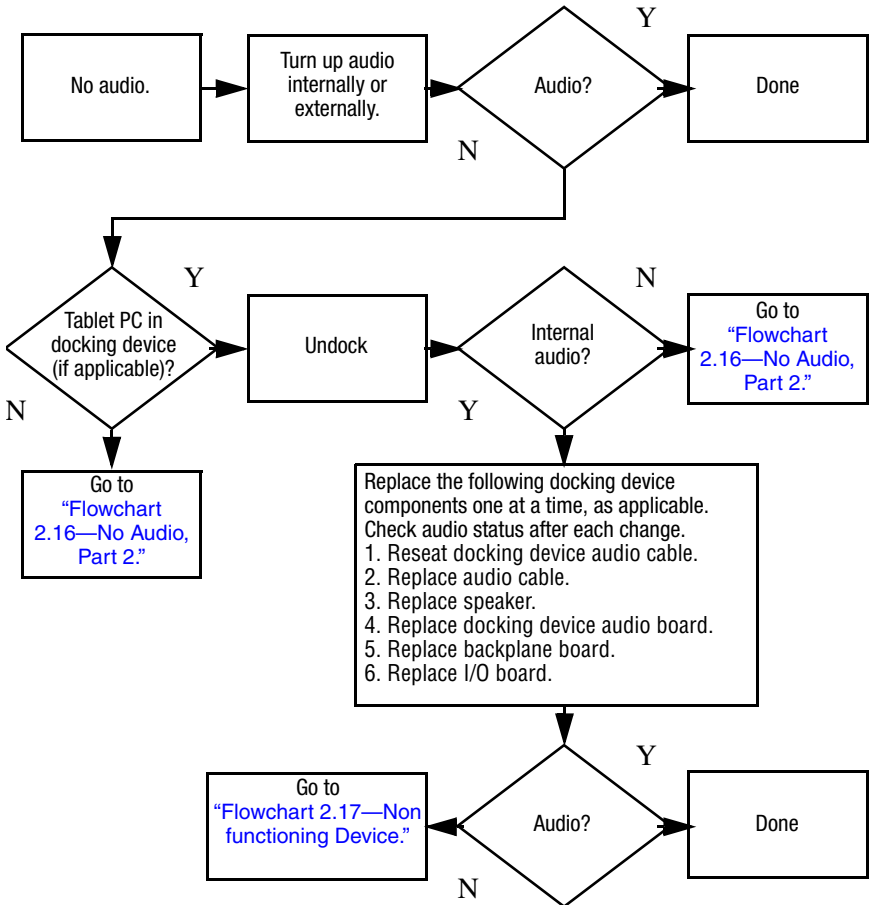 Y
No audio.
Turn up audio
internally or
externally.
Audio?
Done
N
Y
N
Tablet PC in
docking device
(if applicable)?
Undock
Internal
audio?
Go to
“Flowchart
2.16—No Audio,
Part 2.”
N
Y
Go to
“Flowchart
2.16—No Audio,
Part 2.”
Replace the following docking device
components one at a time, as applicable.
Check audio status after each change.
1. Reseat docking device audio cable.
2. Replace audio cable.
3. Replace speaker.
4. Replace docking device audio board.
5. Replace backplane board.
6. Replace I/O board.
Y
Go to
“Flowchart 2.17—Non
functioning Device.”
Audio?
Done
N